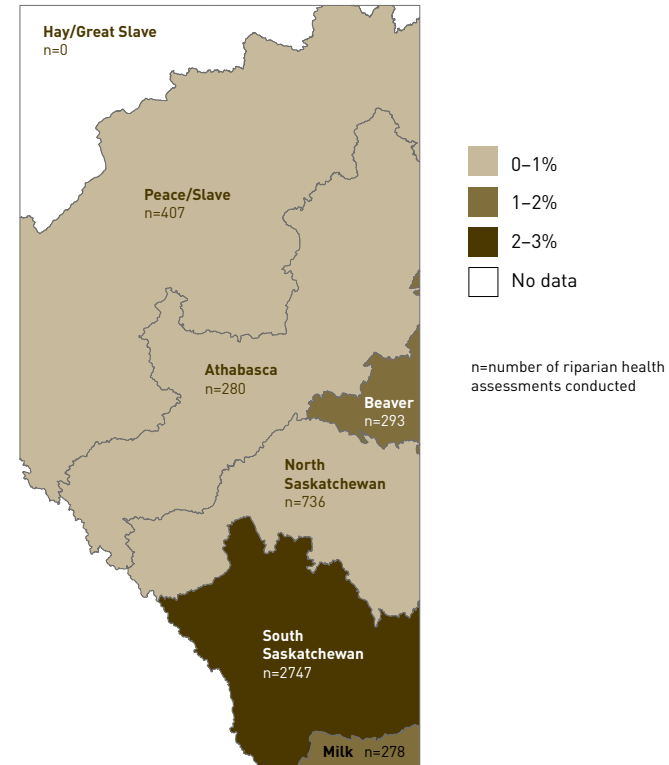 Hay/Great Slave
n=0
Peace/Slave
n=407
Athabasca
n=280
Beaver
n=293
North
Saskatchewan
n=736
South
Saskatchewan
n=2747
Milk n=278
0–1%
1–2%
2–3%
No data
n=number of riparian health
assessments conducted